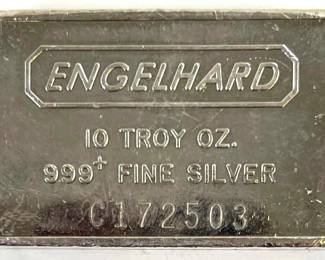 ENGELHARD
10 TROY OZ.
999+ FINE SILVER
C172503